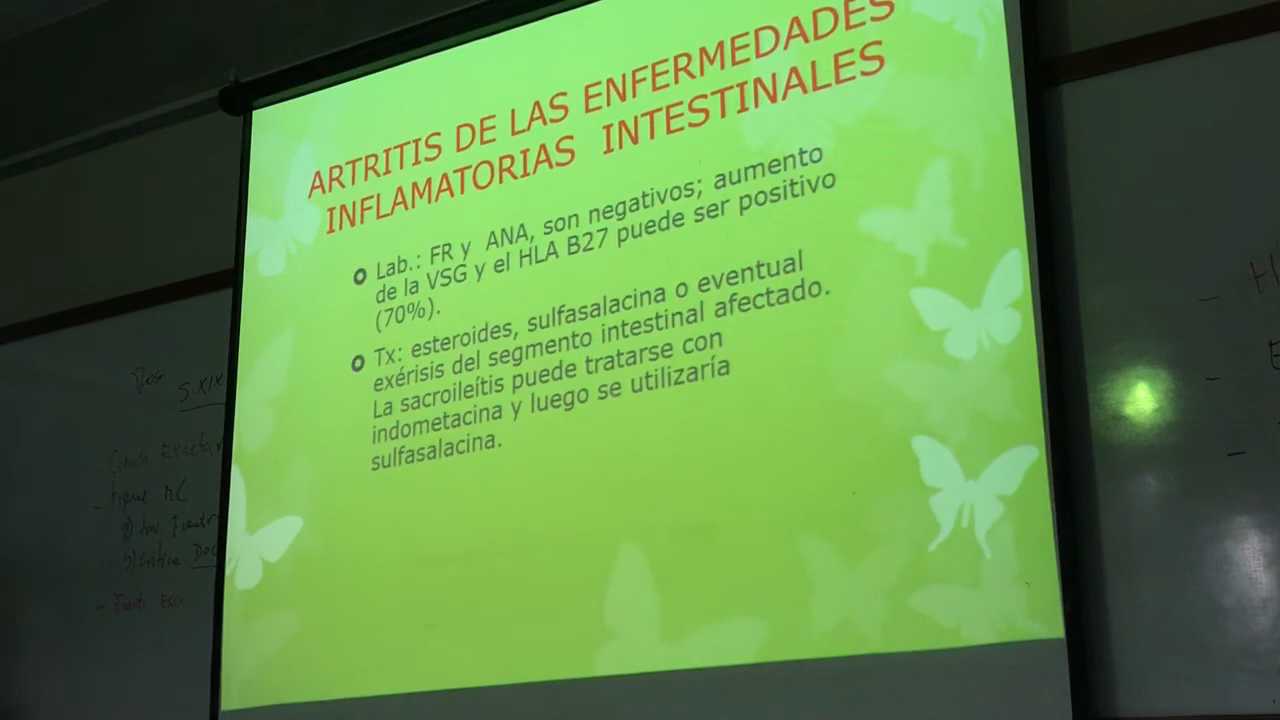 ARTRITIS DE LAS ENFERMEDADES
INFLAMATORIAS INTESTINALES
Lab.: FR y ANA, son negativos; aumento
de la VSG y el HLA B27 puede ser positivo
(70%).
Tx: esteroides, sulfasalacina o eventual
exérisis del segmento intestinal afectado.
La sacroileítis puede tratarse con
indometacina y luego se utilizaría
sulfasalacina.
S XIX